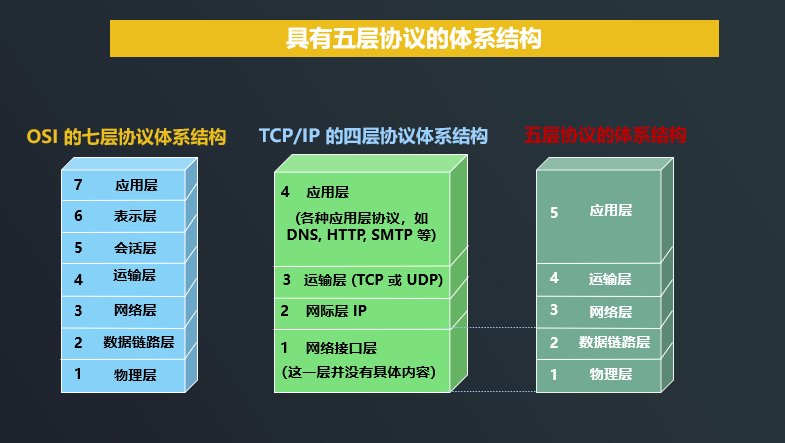 具有五层协议的体系结构
OSI 的七层协议体系结构
7 应用层
6 表示层
5 会话层
4 运输层
3 网络层
2 数据链路层
1 物理层
TCP/IP 的四层协议体系结构
4 应用层
(各种应用层协议，如
DNS, HTTP, SMTP 等)
3 运输层 (TCP 或 UDP)
2 网际层 IP
1 网络接口层
(这一层并没有具体内容)
五层协议的体系结构
5 应用层
4 运输层
3 网络层
2 数据链路层
1 物理层